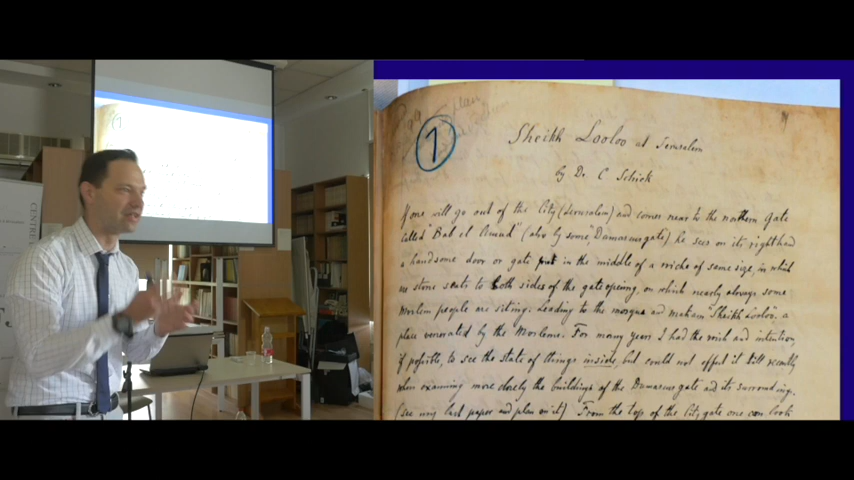 CENTRE
1
Sheikh Looloo at Jerusalem
by Dr. C Schick
If one will go out of the City (Jerusalem) and comes near to the northern Gate
called "Bab el Amud" (also by some "Damascus gate) he sees on its right had
a handsome door or gate in the middle of a niche of same size, in which
are stone seats to both sides of the gate opening, on which nearly always some
Moslem people are sitting. Leading to the mosque and makam "Sheikh Looloo" a
place venerated by the Moslems. For many years I had the wish and intention,
if possible, to see the state of things inside, but could not effect it till recently
when examining more closely the buildings of the Damascus gate and its surrounding.
(see my last paper and plan on it) From the top of the City gate one can look